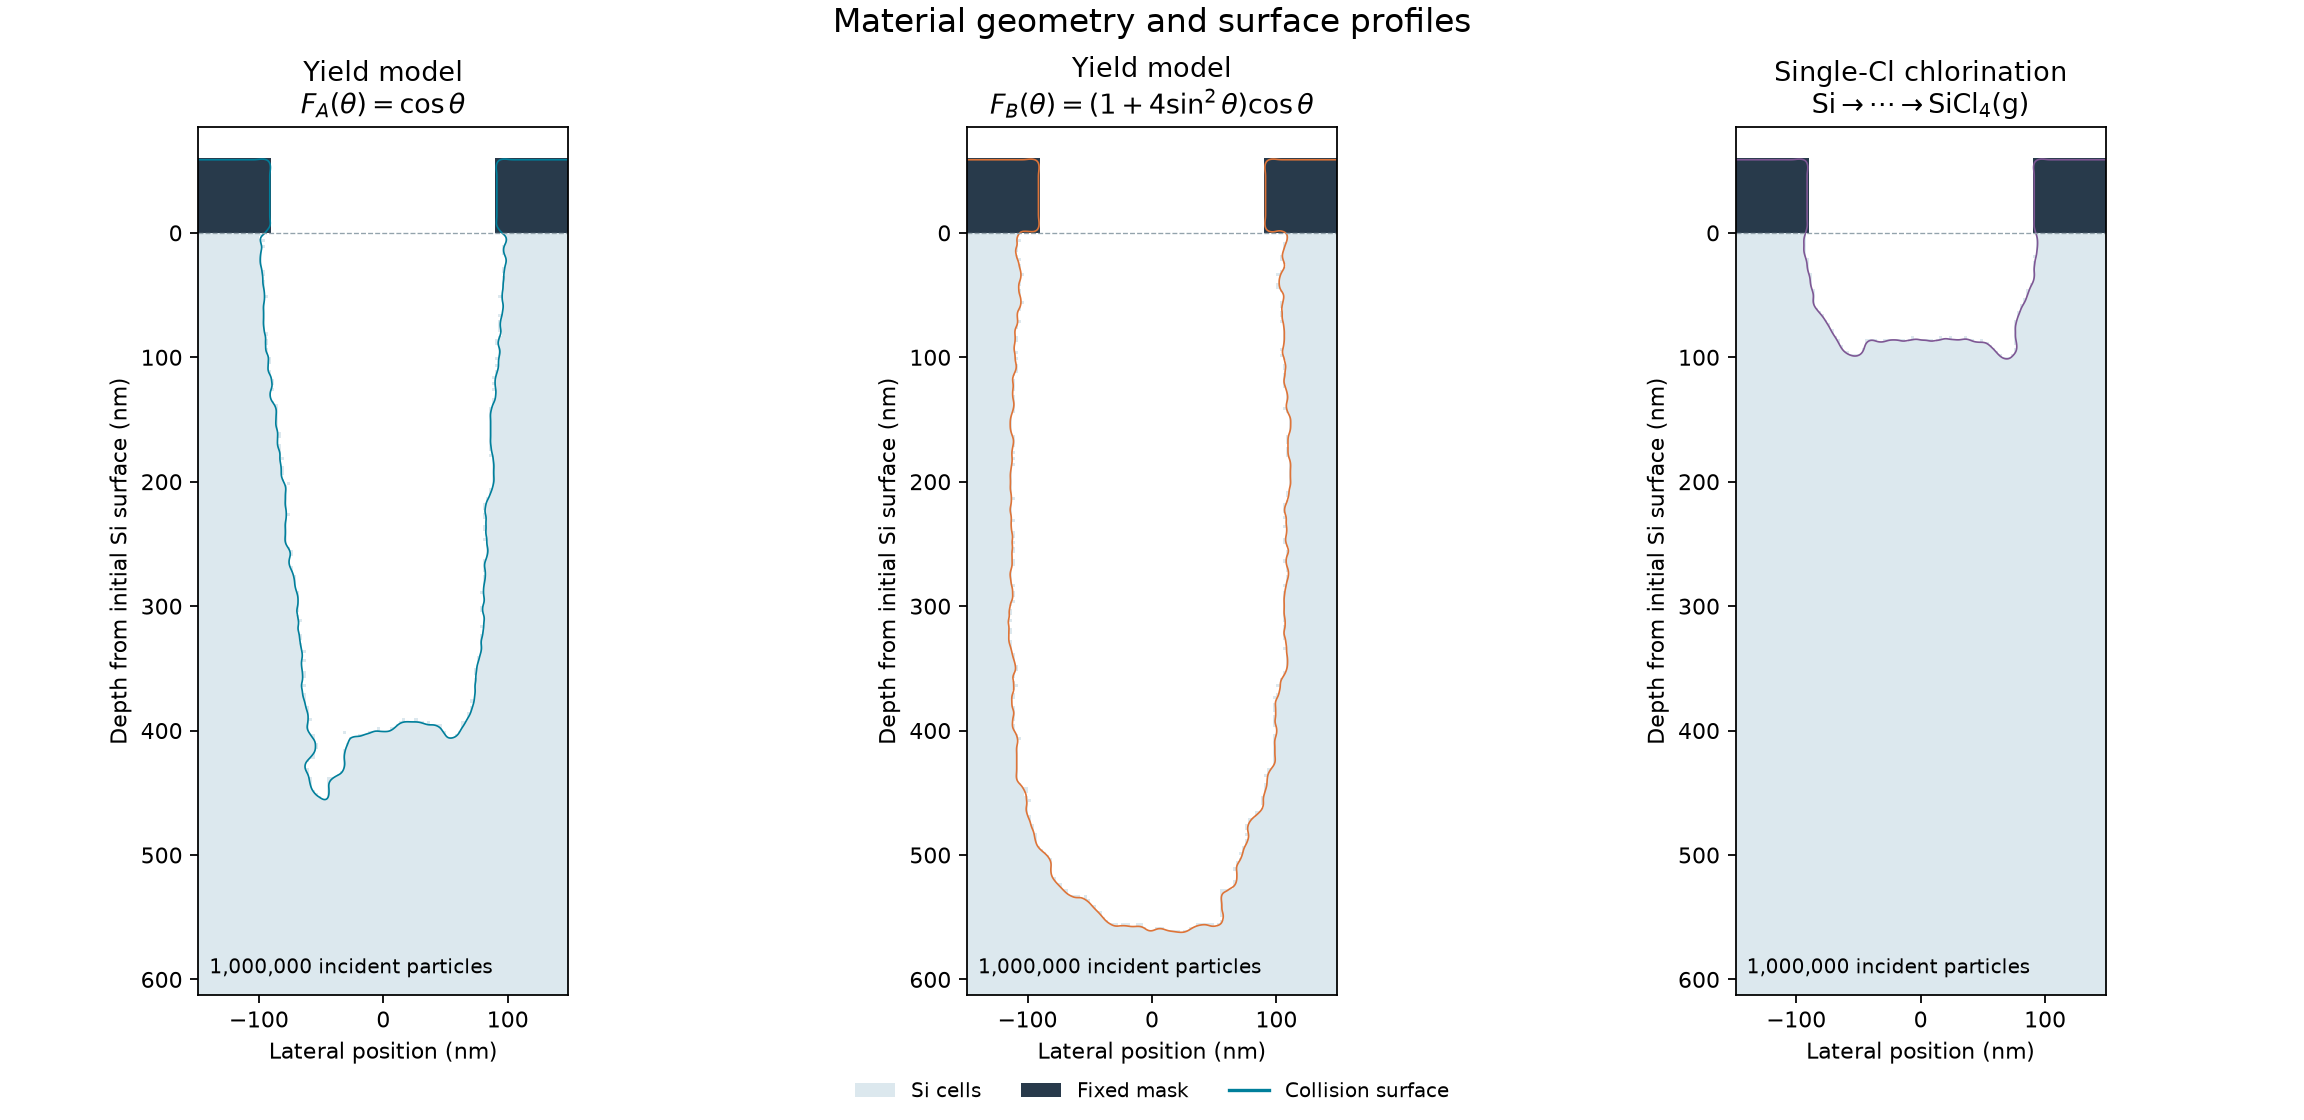 Material geometry and surface profiles
Yield model
F_A(θ) = cos θ
Depth from initial Si surface (nm)
0
100
200
300
400
500
600
1,000,000 incident particles
−100 0 100
Lateral position (nm)
Yield model
F_B(θ) = (1 + 4sin² θ)cos θ
Depth from initial Si surface (nm)
0
100
200
300
400
500
600
1,000,000 incident particles
−100 0 100
Lateral position (nm)
Single-Cl chlorination
Si → ⋯ → SiCl₄(g)
Depth from initial Si surface (nm)
0
100
200
300
400
500
600
1,000,000 incident particles
−100 0 100
Lateral position (nm)
Si cells Fixed mask Collision surface